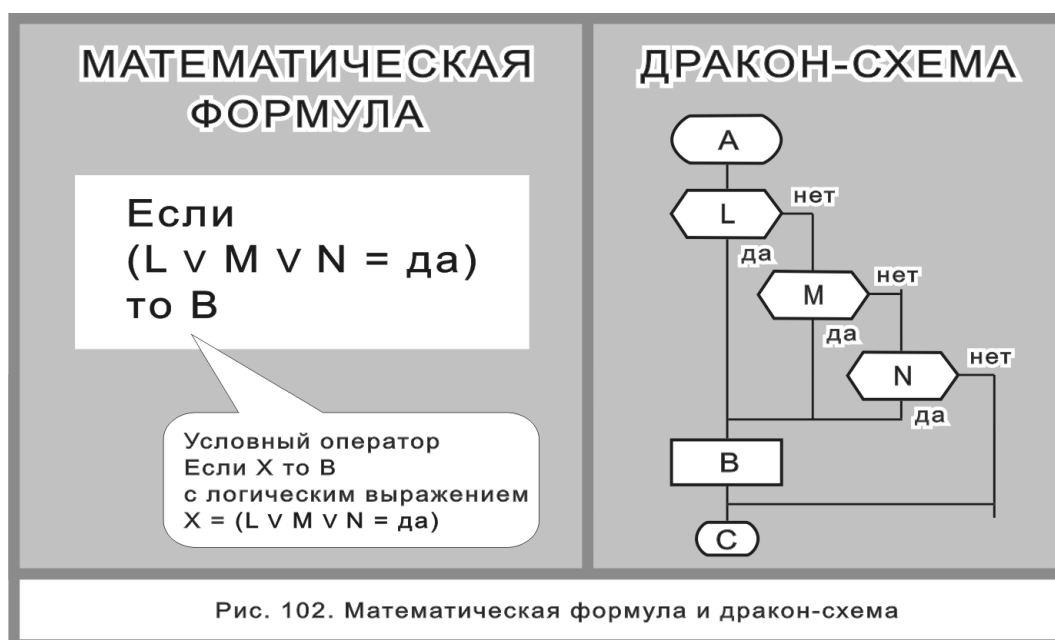 МАТЕМАТИЧЕСКАЯ
ФОРМУЛА
Если
(L ∨ M ∨ N = да)
то B
Условный оператор
Если X то B
с логическим выражением
X = (L ∨ M ∨ N = да)
ДРАКОН-СХЕМА
A
L
нет
да
M
нет
да
N
нет
да
B
C
Рис. 102. Математическая формула и дракон-схема